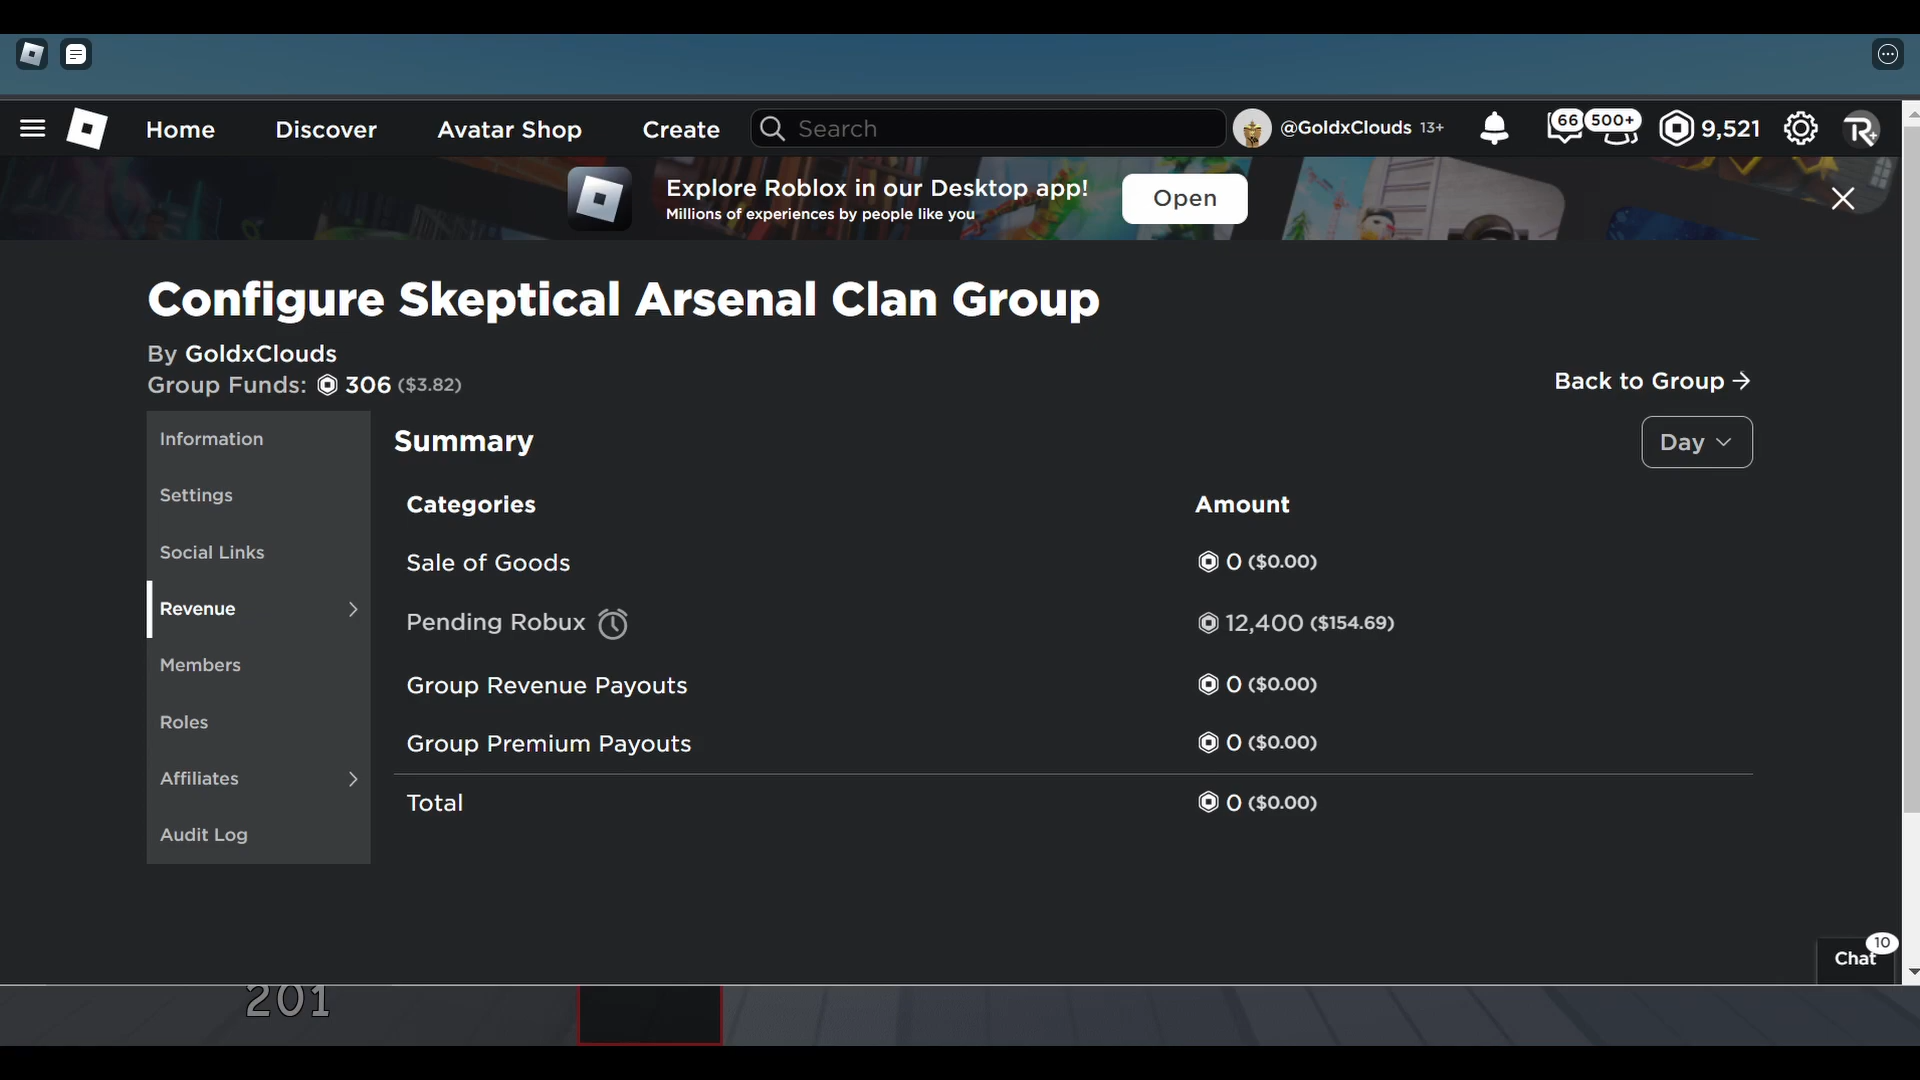 Home
Discover
Avatar Shop
Create
Search
@GoldxClouds 13+
66
500+
9,521
Explore Roblox in our Desktop app!
Millions of experiences by people like you
Open
Configure Skeptical Arsenal Clan Group
By GoldxClouds
Group Funds: 306 ($3.82)
Back to Group
Information
Settings
Social Links
Revenue
Members
Roles
Affiliates
Audit Log
Summary
Day
Categories Amount
Sale of Goods 0 ($0.00)
Pending Robux 12,400 ($154.69)
Group Revenue Payouts 0 ($0.00)
Group Premium Payouts 0 ($0.00)
Total 0 ($0.00)
10
Chat
201